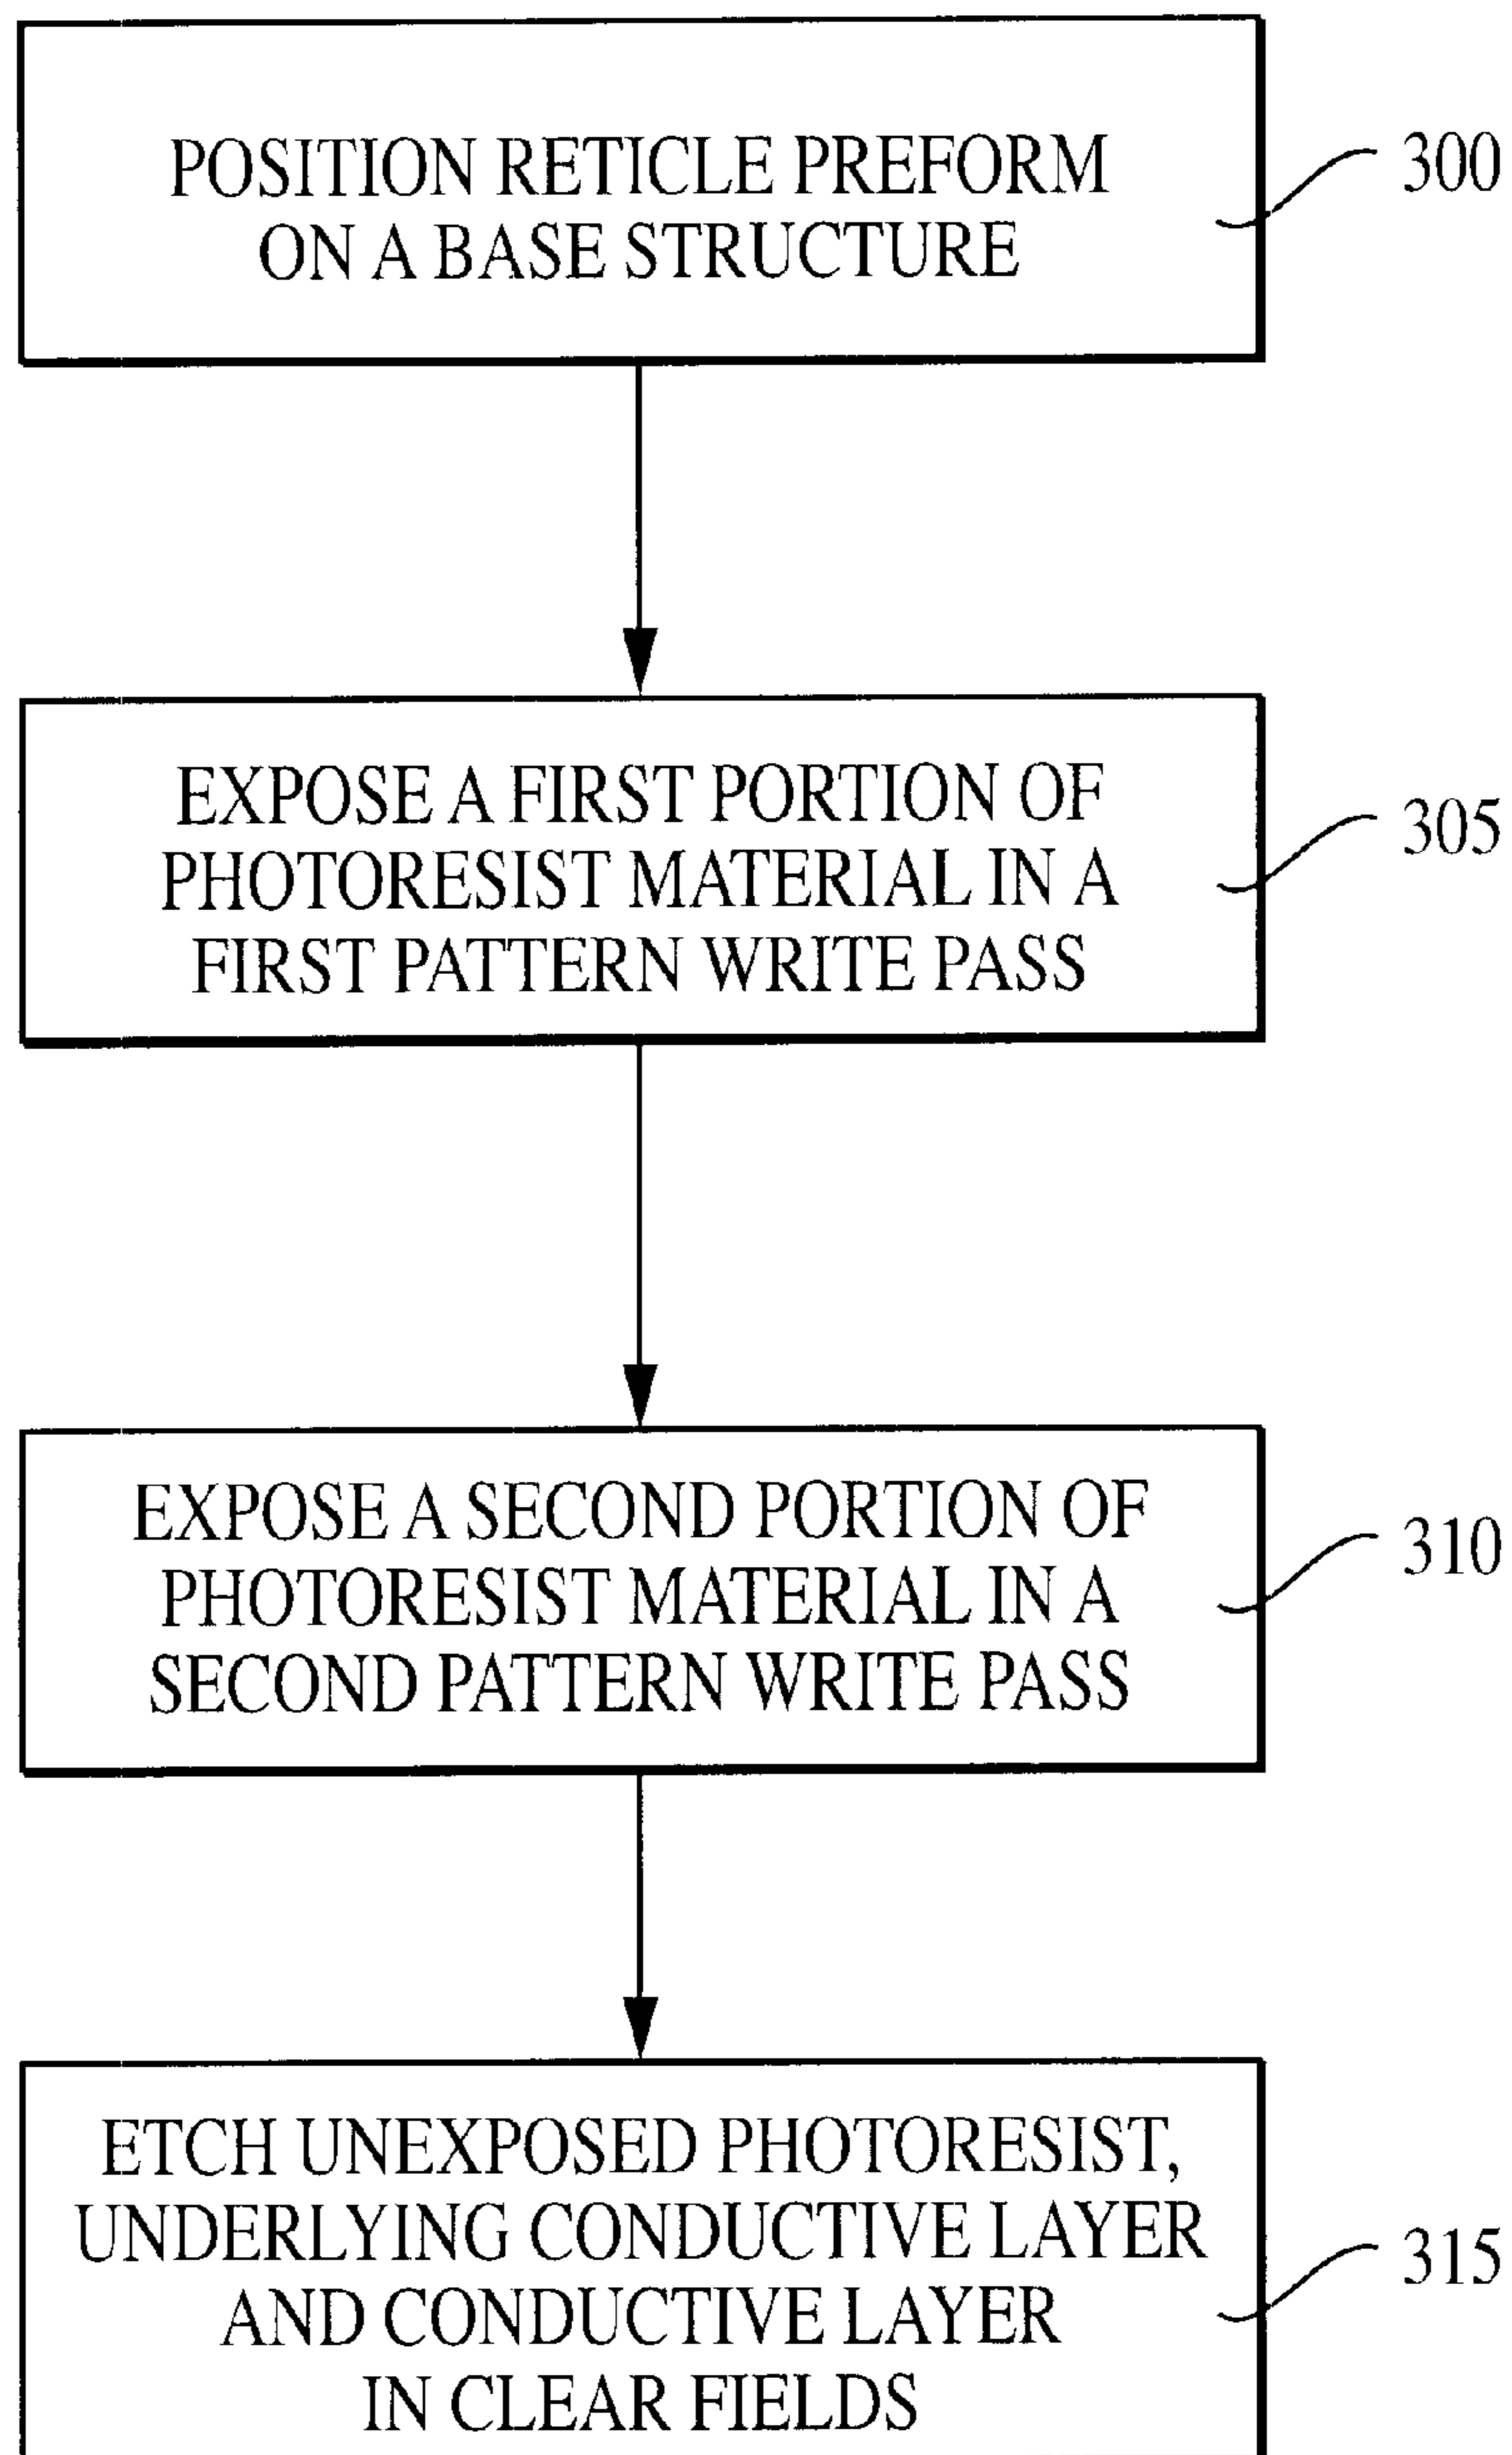 POSITION RETICLE PREFORM
ON A BASE STRUCTURE
300
EXPOSE A FIRST PORTION OF
PHOTORESIST MATERIAL IN A
FIRST PATTERN WRITE PASS
305
EXPOSE A SECOND PORTION OF
PHOTORESIST MATERIAL IN A
SECOND PATTERN WRITE PASS
310
ETCH UNEXPOSED PHOTORESIST,
UNDERLYING CONDUCTIVE LAYER
AND CONDUCTIVE LAYER
IN CLEAR FIELDS
315